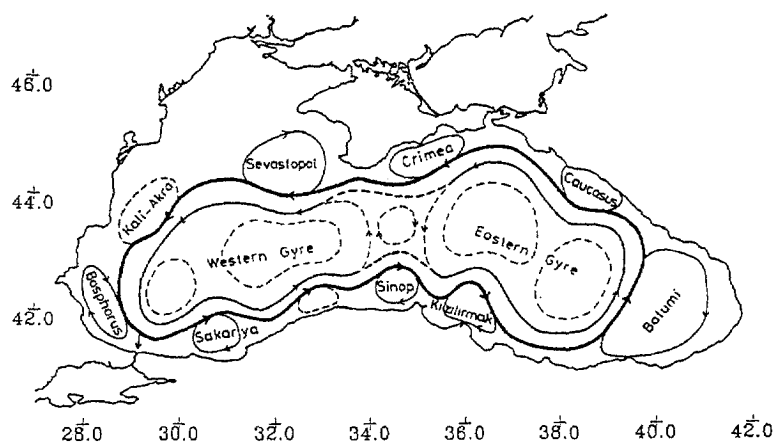 46.0
44.0
42.0
Sevastopol
Crimea
Caucasus
Kali-Akra
Western Gyre
Eastern Gyre
Bosphorus
Sakarya
Sinop
Kizilirmak
Batumi
28.0 30.0 32.0 34.0 36.0 38.0 40.0 42.0